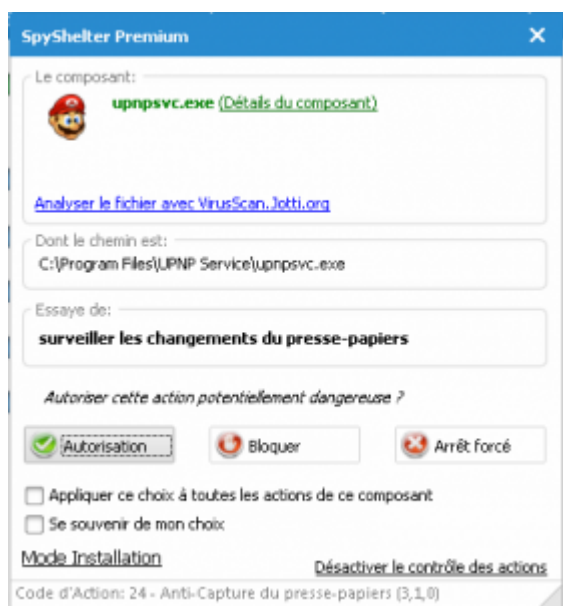 SpyShelter Premium
Le composant:
upnpsvc.exe (Détails du composant)
Analyser le fichier avec VirusScan.Jotti.org
Dont le chemin est:
C:\Program Files\UPNP Service\upnpsvc.exe
Essaye de:
surveiller les changements du presse-papiers
Autoriser cette action potentiellement dangereuse ?
Autorisation
Bloquer
Arrêt forcé
Appliquer ce choix à toutes les actions de ce composant
Se souvenir de mon choix
Mode Installation
Désactiver le contrôle des actions
Code d'Action: 24 - Anti-Capture du presse-papiers (3,1,0)